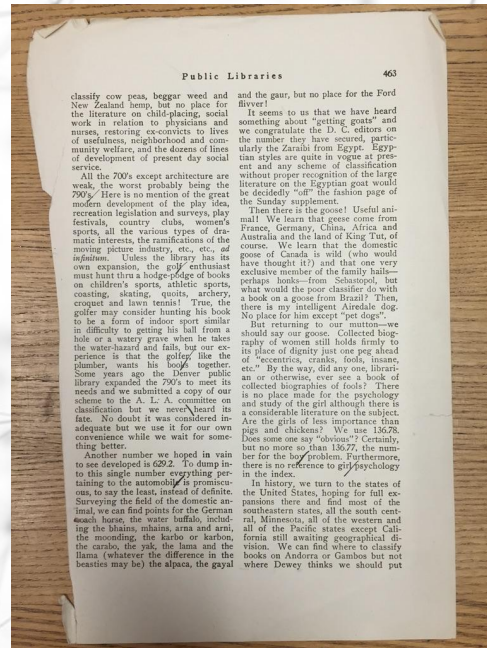 Public Libraries 463
classify cow peas, beggar weed and
New Zealand hemp, but no place for
the literature on child-placing, social
work in relation to physicians and
nurses, restoring ex-convicts to lives
of usefulness, neighborhood and com-
munity welfare, and the dozens of lines
of development of present day social
service.
All the 700's except architecture are
weak, the worst probably being the
790's. Here is no mention of the great
modern development of the play idea,
recreation legislation and surveys, play
festivals, country clubs, women's
sports, all the various types of dra-
matic interests, the ramifications of the
moving picture industry, etc., etc., ad
infinitum. Unless the library has its
own expansion, the golf enthusiast
must hunt thru a hodge-podge of books
on children's sports, athletic sports,
coasting, skating, quoits, archery,
croquet and lawn tennis! True, the
golfer may consider hunting his book
to be a form of indoor sport similar
in difficulty to getting his ball from a
hole or a watery grave when he takes
the water-hazard and fails, but our ex-
perience is that the golfer, like the
plumber, wants his books together.
Some years ago the Denver public
library expanded the 790's to meet its
needs and we submitted a copy of our
scheme to the A. L. A. committee on
classification but we never heard its
fate. No doubt it was considered in-
adequate but we use it for our own
convenience while we wait for some-
thing better.
Another number we hoped in vain
to see developed is 629.2. To dump in-
to this single number everything per-
taining to the automobile is promiscu-
ous, to say the least, instead of definite.
Surveying the field of the domestic an-
imal, we can find points for the German
coach horse, the water buffalo, includ-
ing the bhains, mhains, arna and arni,
the moonding, the karbo or karbon,
the carabo, the yak, the lama and the
llama (whatever the difference in the
beasties may be) the alpaca, the gayal
and the gaur, but no place for the Ford
flivver!
It seems to us that we have heard
something about "getting goats" and
we congratulate the D. C. editors on
the number they have secured, partic-
ularly the Zaraibi from Egypt. Egyp-
tian styles are quite in vogue at pres-
ent and any scheme of classification
without proper recognition of the large
literature on the Egyptian goat would
be decidedly "off" the fashion page of
the Sunday supplement.
Then there is the goose! Useful ani-
mal! We learn that geese come from
France, Germany, China, Africa and
Australia and the land of King Tut, of
course. We learn that the domestic
goose of Canada is wild (who would
have thought it?) and that one very
exclusive member of the family hails—
perhaps honks—from Sebastopol, but
what would the poor classifier do with
a book on a goose from Brazil? Then,
there is my intelligent Airedale dog.
No place for him except "pet dogs".
But returning to our mutton—we
should say our goose. Collected biog-
raphy of women still holds firmly to
its place of dignity just one peg ahead
of "eccentrics, cranks, fools, insane,
etc." By the way, did any one, librari-
an or otherwise, ever see a book of
collected biographies of fools? There
is no place made for the psychology
and study of the girl although there is
a considerable literature on the subject.
Are the girls of less importance than
pigs and chickens? We use 136.78.
Does some one say "obvious"? Certainly,
but no more so than 136.77, the num-
ber for the boy problem. Furthermore,
there is no reference to girl psychology
in the index.
In history, we turn to the states of
the United States, hoping for full ex-
pansions there and find most of the
southeastern states, all the south cent-
ral, Minnesota, all of the western and
all of the Pacific states except Cali-
fornia still awaiting geographical di-
vision. We can find where to classify
books on Andorra or Gambos but not
where Dewey thinks we should put